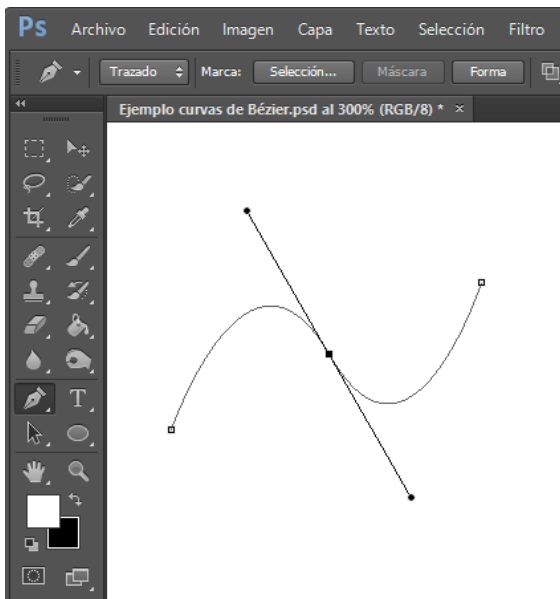 Ps Archivo Edición Imagen Capa Texto Selección Filtro
Trazado Marca: Selección... Máscara Forma
Ejemplo curvas de Bézier.psd al 300% (RGB/8) * ×
T